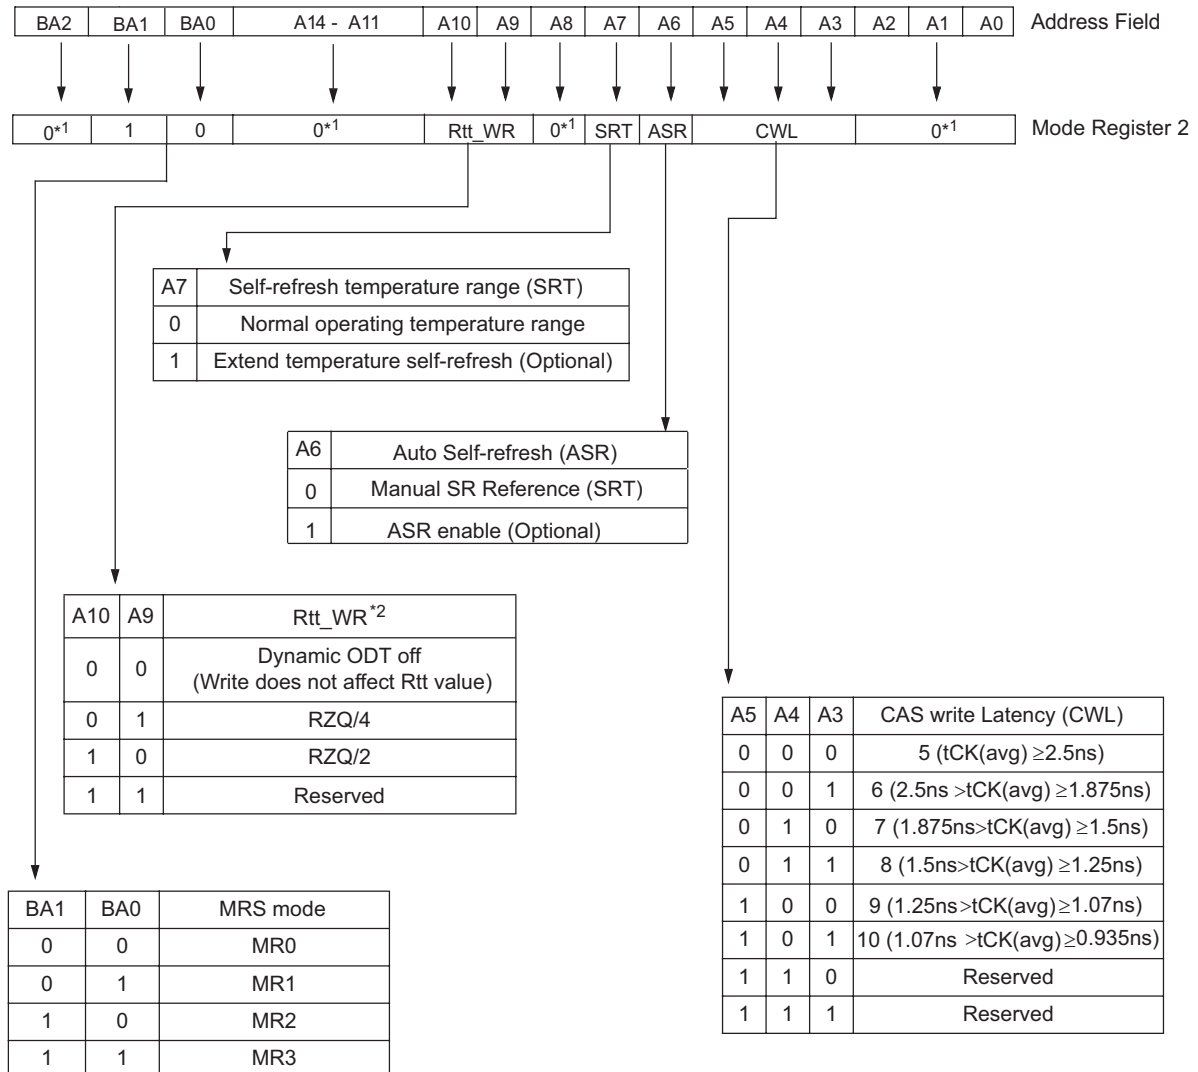 BA2 BA1 BA0 A14 - A11 A10 A9 A8 A7 A6 A5 A4 A3 A2 A1 A0 Address Field
0*1 1 0 0*1 Rtt_WR 0*1 SRT ASR CWL 0*1 Mode Register 2
A7 Self-refresh temperature range (SRT)
0 Normal operating temperature range
1 Extend temperature self-refresh (Optional)
A6 Auto Self-refresh (ASR)
0 Manual SR Reference (SRT)
1 ASR enable (Optional)
A10 A9 Rtt_WR*2
0 0 Dynamic ODT off
(Write does not affect Rtt value)
0 1 RZQ/4
1 0 RZQ/2
1 1 Reserved
A5 A4 A3 CAS write Latency (CWL)
0 0 0 5 (tCK(avg) ≥2.5ns)
0 0 1 6 (2.5ns >tCK(avg) ≥1.875ns)
0 1 0 7 (1.875ns>tCK(avg) ≥1.5ns)
0 1 1 8 (1.5ns>tCK(avg) ≥1.25ns)
1 0 0 9 (1.25ns>tCK(avg)≥1.07ns)
1 0 1 10 (1.07ns >tCK(avg)≥0.935ns)
1 1 0 Reserved
1 1 1 Reserved
BA1 BA0 MRS mode
0 0 MR0
0 1 MR1
1 0 MR2
1 1 MR3